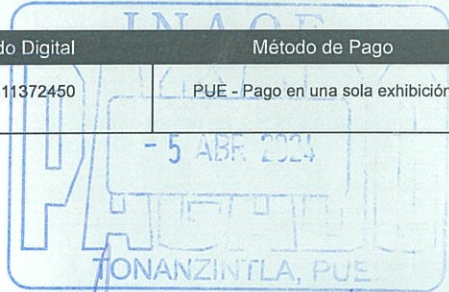 INAOE
do Digital Método de Pago
11372450 PUE - Pago en una sola exhibición
- 5 ABR 2024
PAGADO
TONANZINTLA, PUE